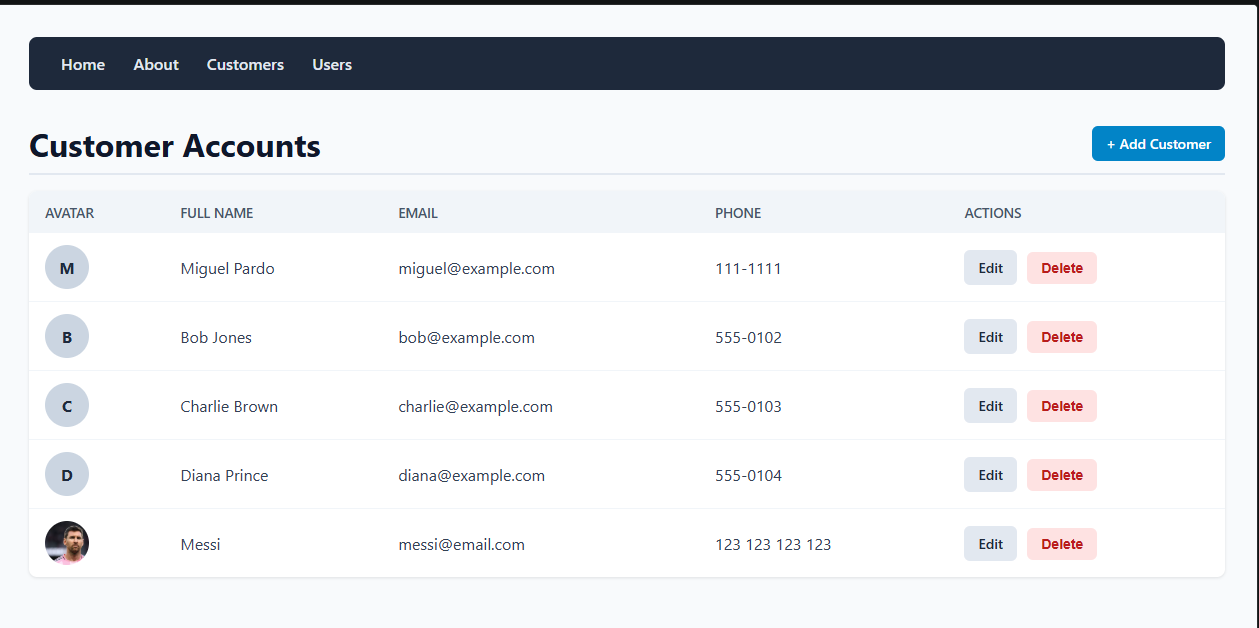 Home About Customers Users
Customer Accounts + Add Customer
AVATAR FULL NAME EMAIL PHONE ACTIONS
M Miguel Pardo miguel@example.com 111-1111 Edit Delete
B Bob Jones bob@example.com 555-0102 Edit Delete
C Charlie Brown charlie@example.com 555-0103 Edit Delete
D Diana Prince diana@example.com 555-0104 Edit Delete
Messi messi@email.com 123 123 123 123 Edit Delete